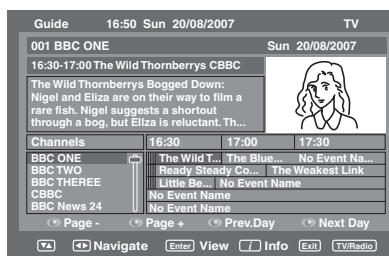 Guide 16:50 Sun 20/08/2007 TV
001 BBC ONE Sun 20/08/2007
16:30-17:00 The Wild Thornberrys CBBC
The Wild Thornberrys Bogged Down:
Nigel and Eliza are on their way to film a
rare fish. Nigel suggests a shortout
through a bog, but Eliza is reluctant. Th...
Channels 16:30 17:00 17:30
BBC ONE The Wild T... The Blue... No Event Na...
BBC TWO Ready Steady Co... The Weakest Link
BBC THEREE Little Be... No Event Name
CBBC No Event Name
BBC News 24 No Event Name
Page - Page + Prev.Day Next Day
Navigate Enter View i Info Exit TV/Radio